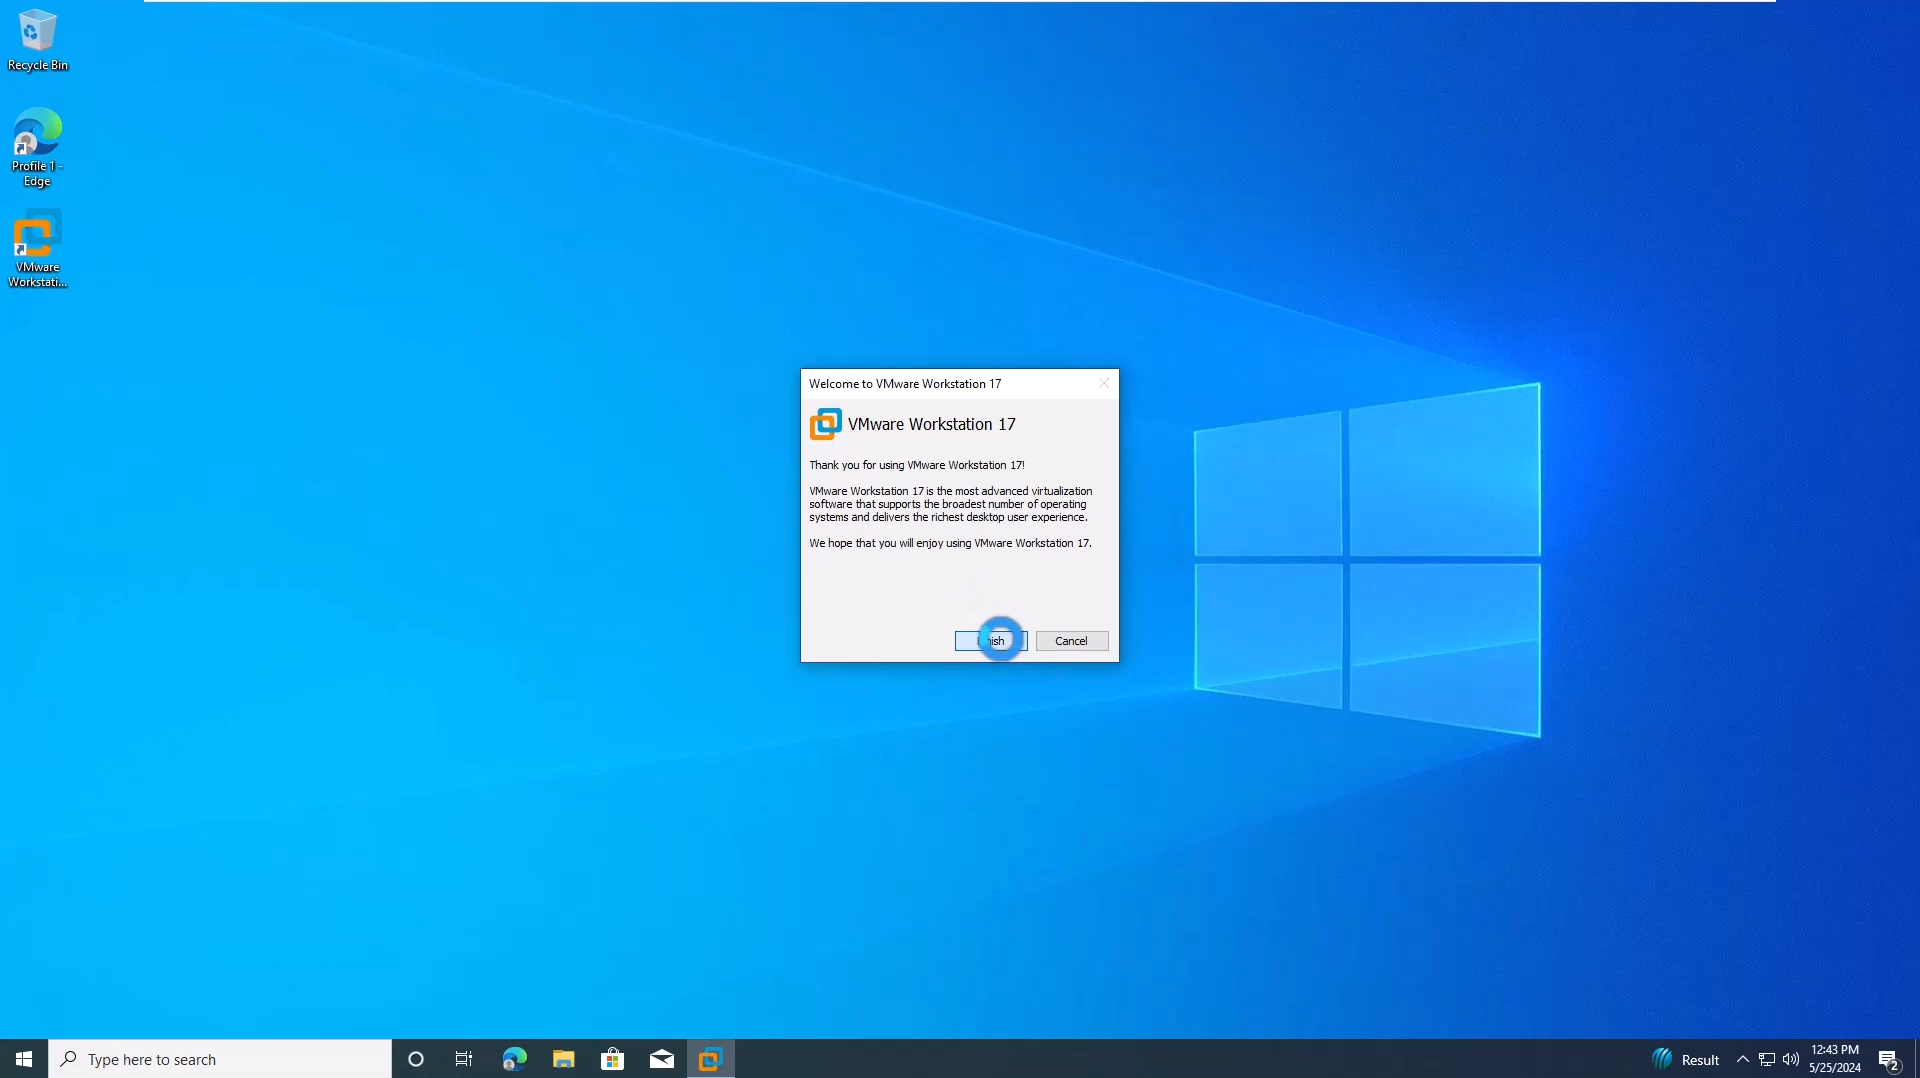 Recycle Bin
Profile 1 -
Edge
VMware
Workstati...
Welcome to VMware Workstation 17
VMware Workstation 17
Thank you for using VMware Workstation 17!
VMware Workstation 17 is the most advanced virtualization
software that supports the broadest number of operating
systems and delivers the richest desktop user experience.
We hope that you will enjoy using VMware Workstation 17.
Cancel
Type here to search
Result
12:43 PM
5/25/2024
2